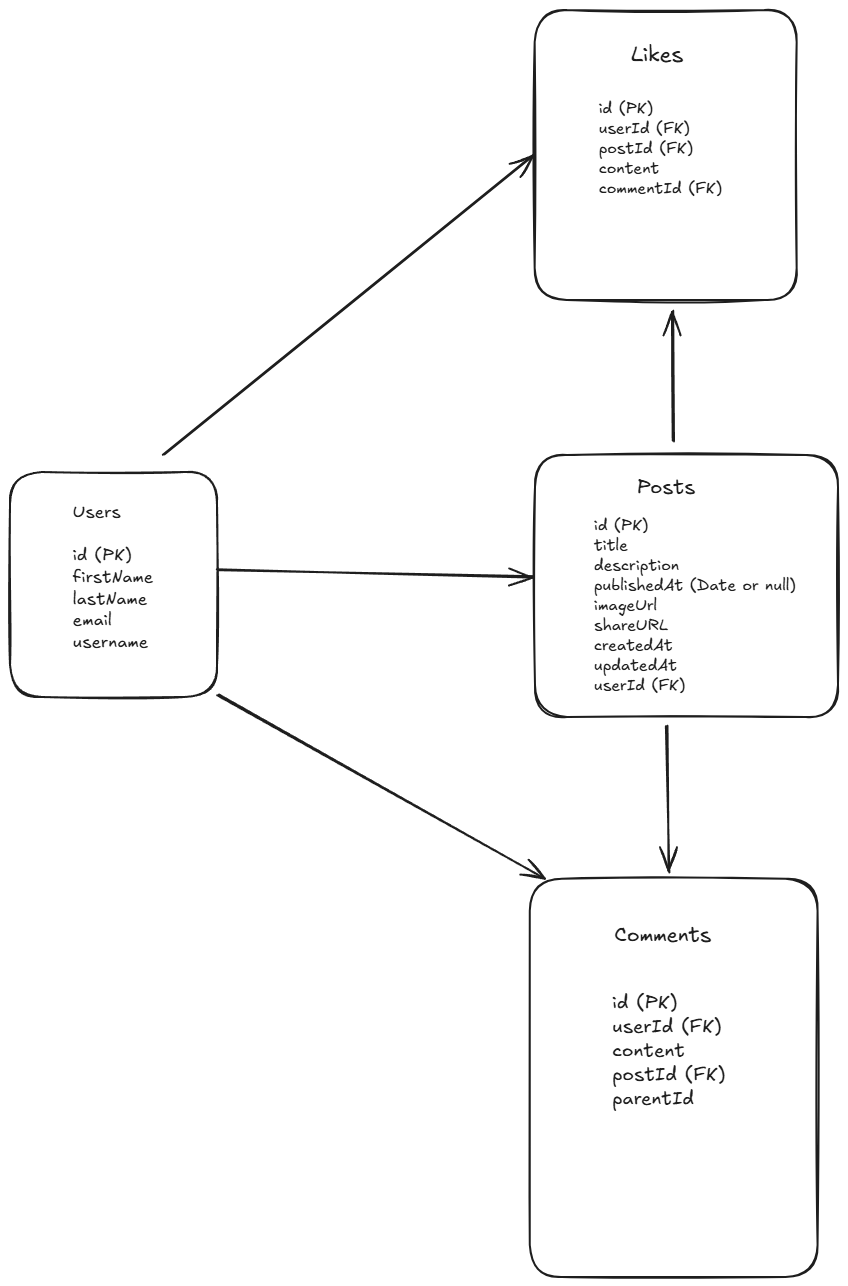 Likes
id (PK)
userId (FK)
postId (FK)
content
commentId (FK)
Users
id (PK)
firstName
lastName
email
username
Posts
id (PK)
title
description
publishedAt (Date or null)
imageUrl
shareURL
createdAt
updatedAt
userId (FK)
Comments
id (PK)
userId (FK)
content
postId (FK)
parentId